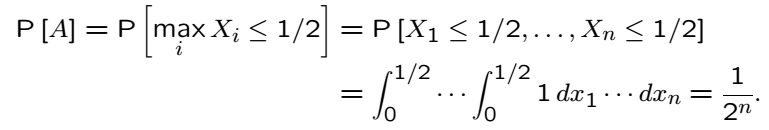 P [A] = P [max_i X_i ≤ 1/2] = P [X_1 ≤ 1/2, . . . , X_n ≤ 1/2]
= ∫_0^{1/2} ··· ∫_0^{1/2} 1 dx_1 ··· dx_n = 1/2^n.